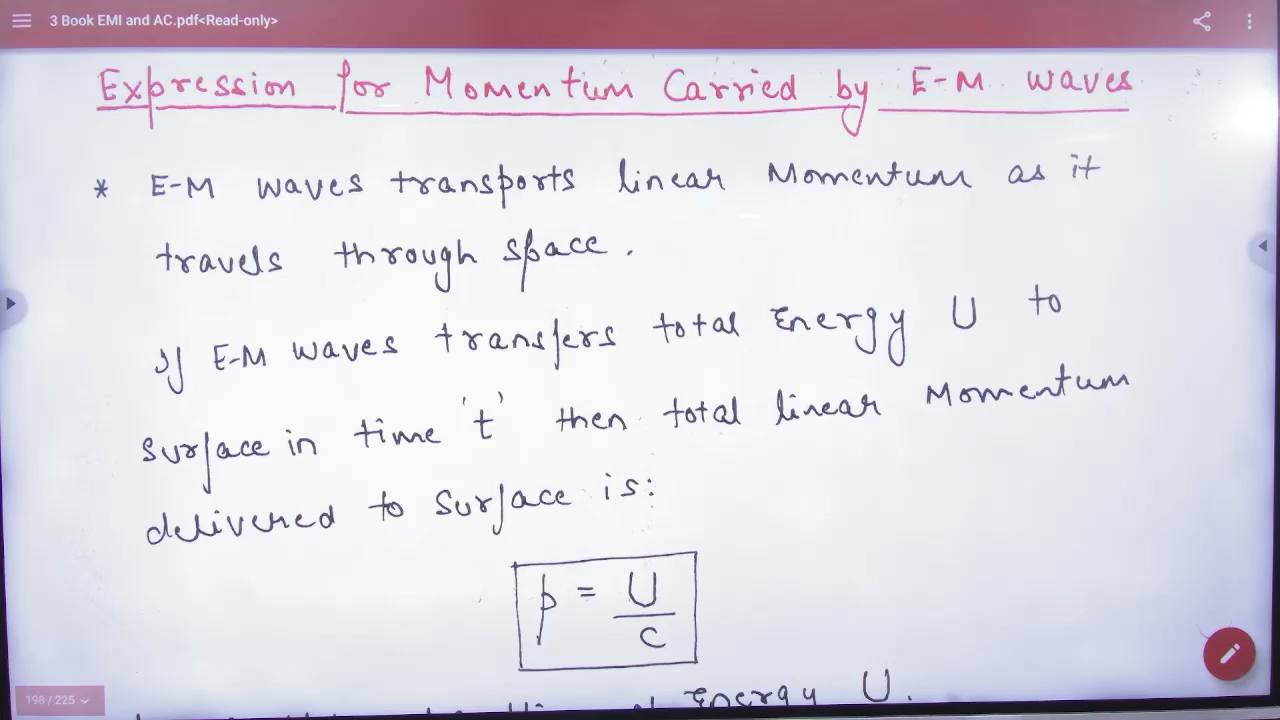 3 Book EMI and AC.pdf<Read-only>
Expression for Momentum Carried by E-M waves
* E-M waves transports linear Momentum as it
travels through space.
If E-M waves transfers total Energy U to
surface in time 't' then total linear Momentum
delivered to surface is:
p = U/c
Energy U.
198 / 225